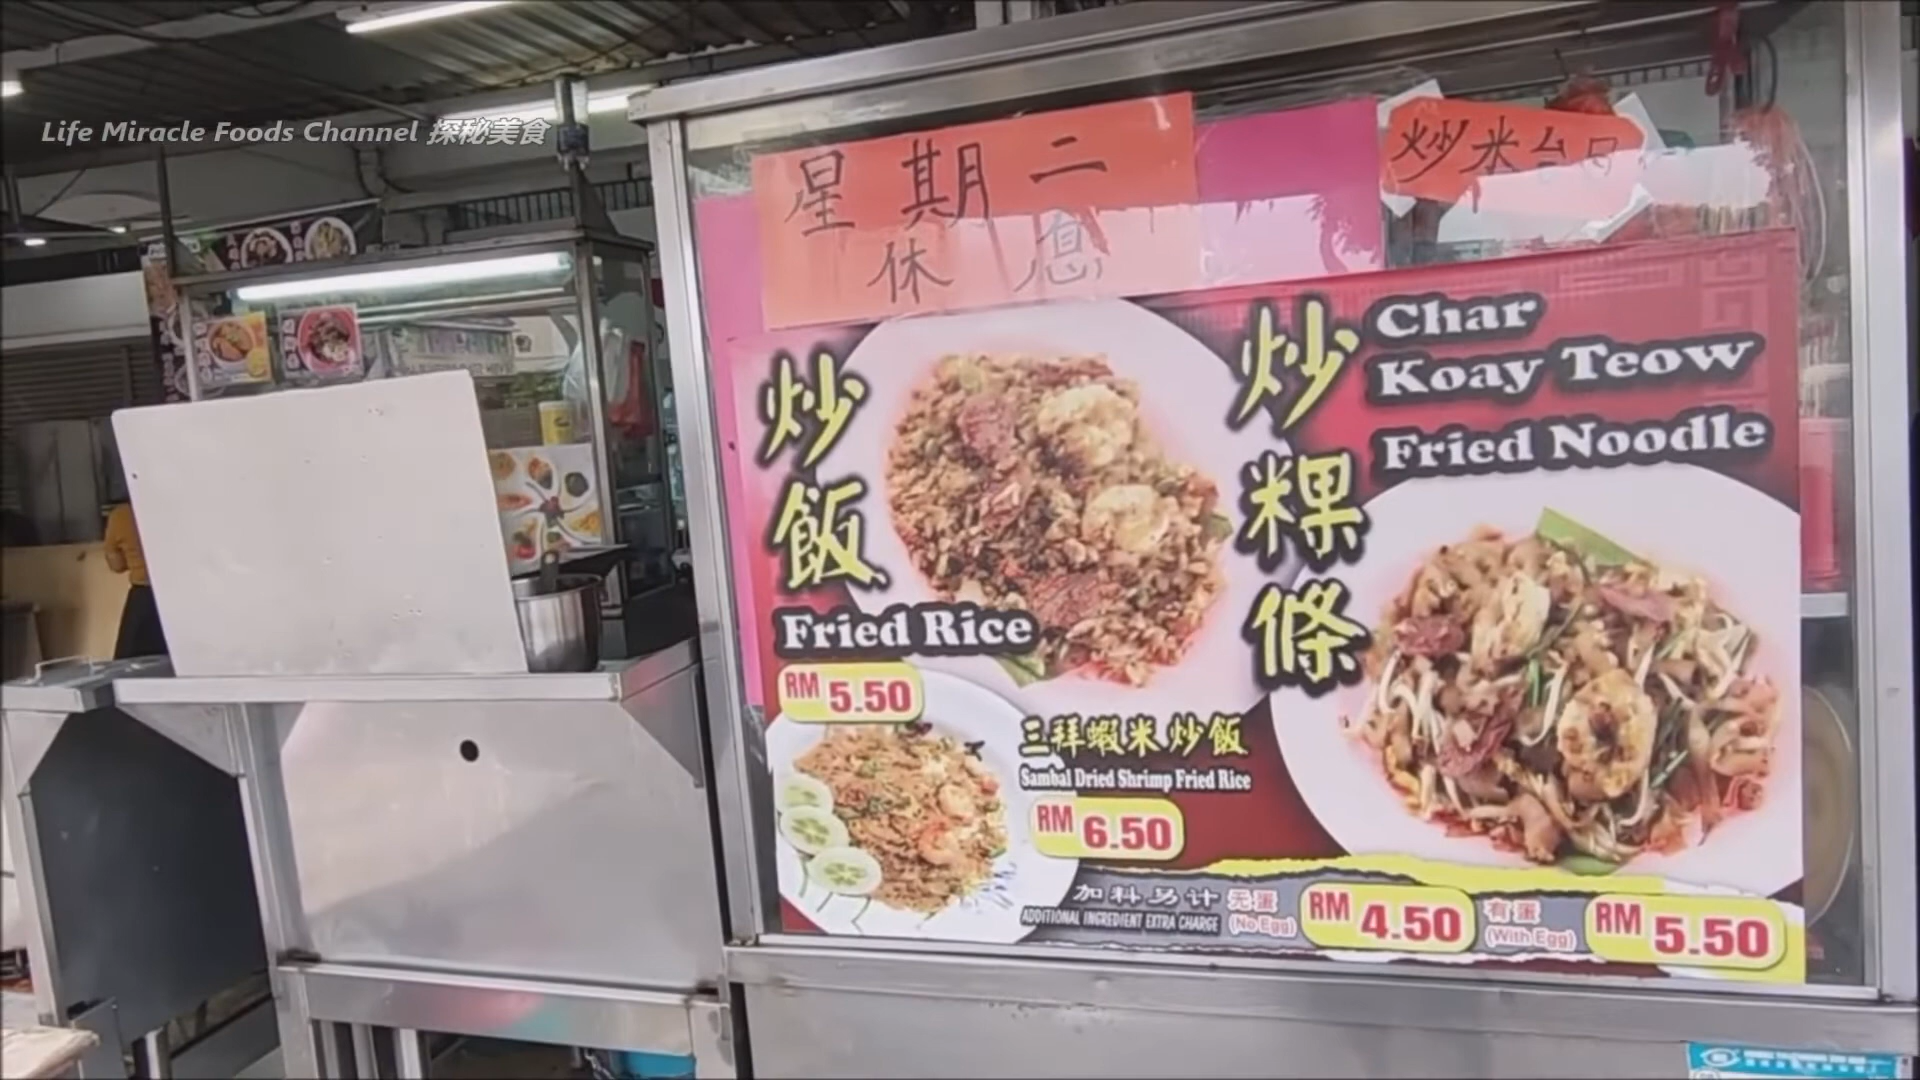 Life Miracle Foods Channel 探秘美食
星期二
休息
炒米台目
炒飯
Fried Rice
RM 5.50
炒粿條
Char
Koay Teow
Fried Noodle
三拜蝦米炒飯
Sambal Dried Shrimp Fried Rice
RM 6.50
加料另计
ADDITIONAL INGREDIENT EXTRA CHARGE
无蛋
(No Egg)
RM 4.50
有蛋
(With Egg)
RM 5.50